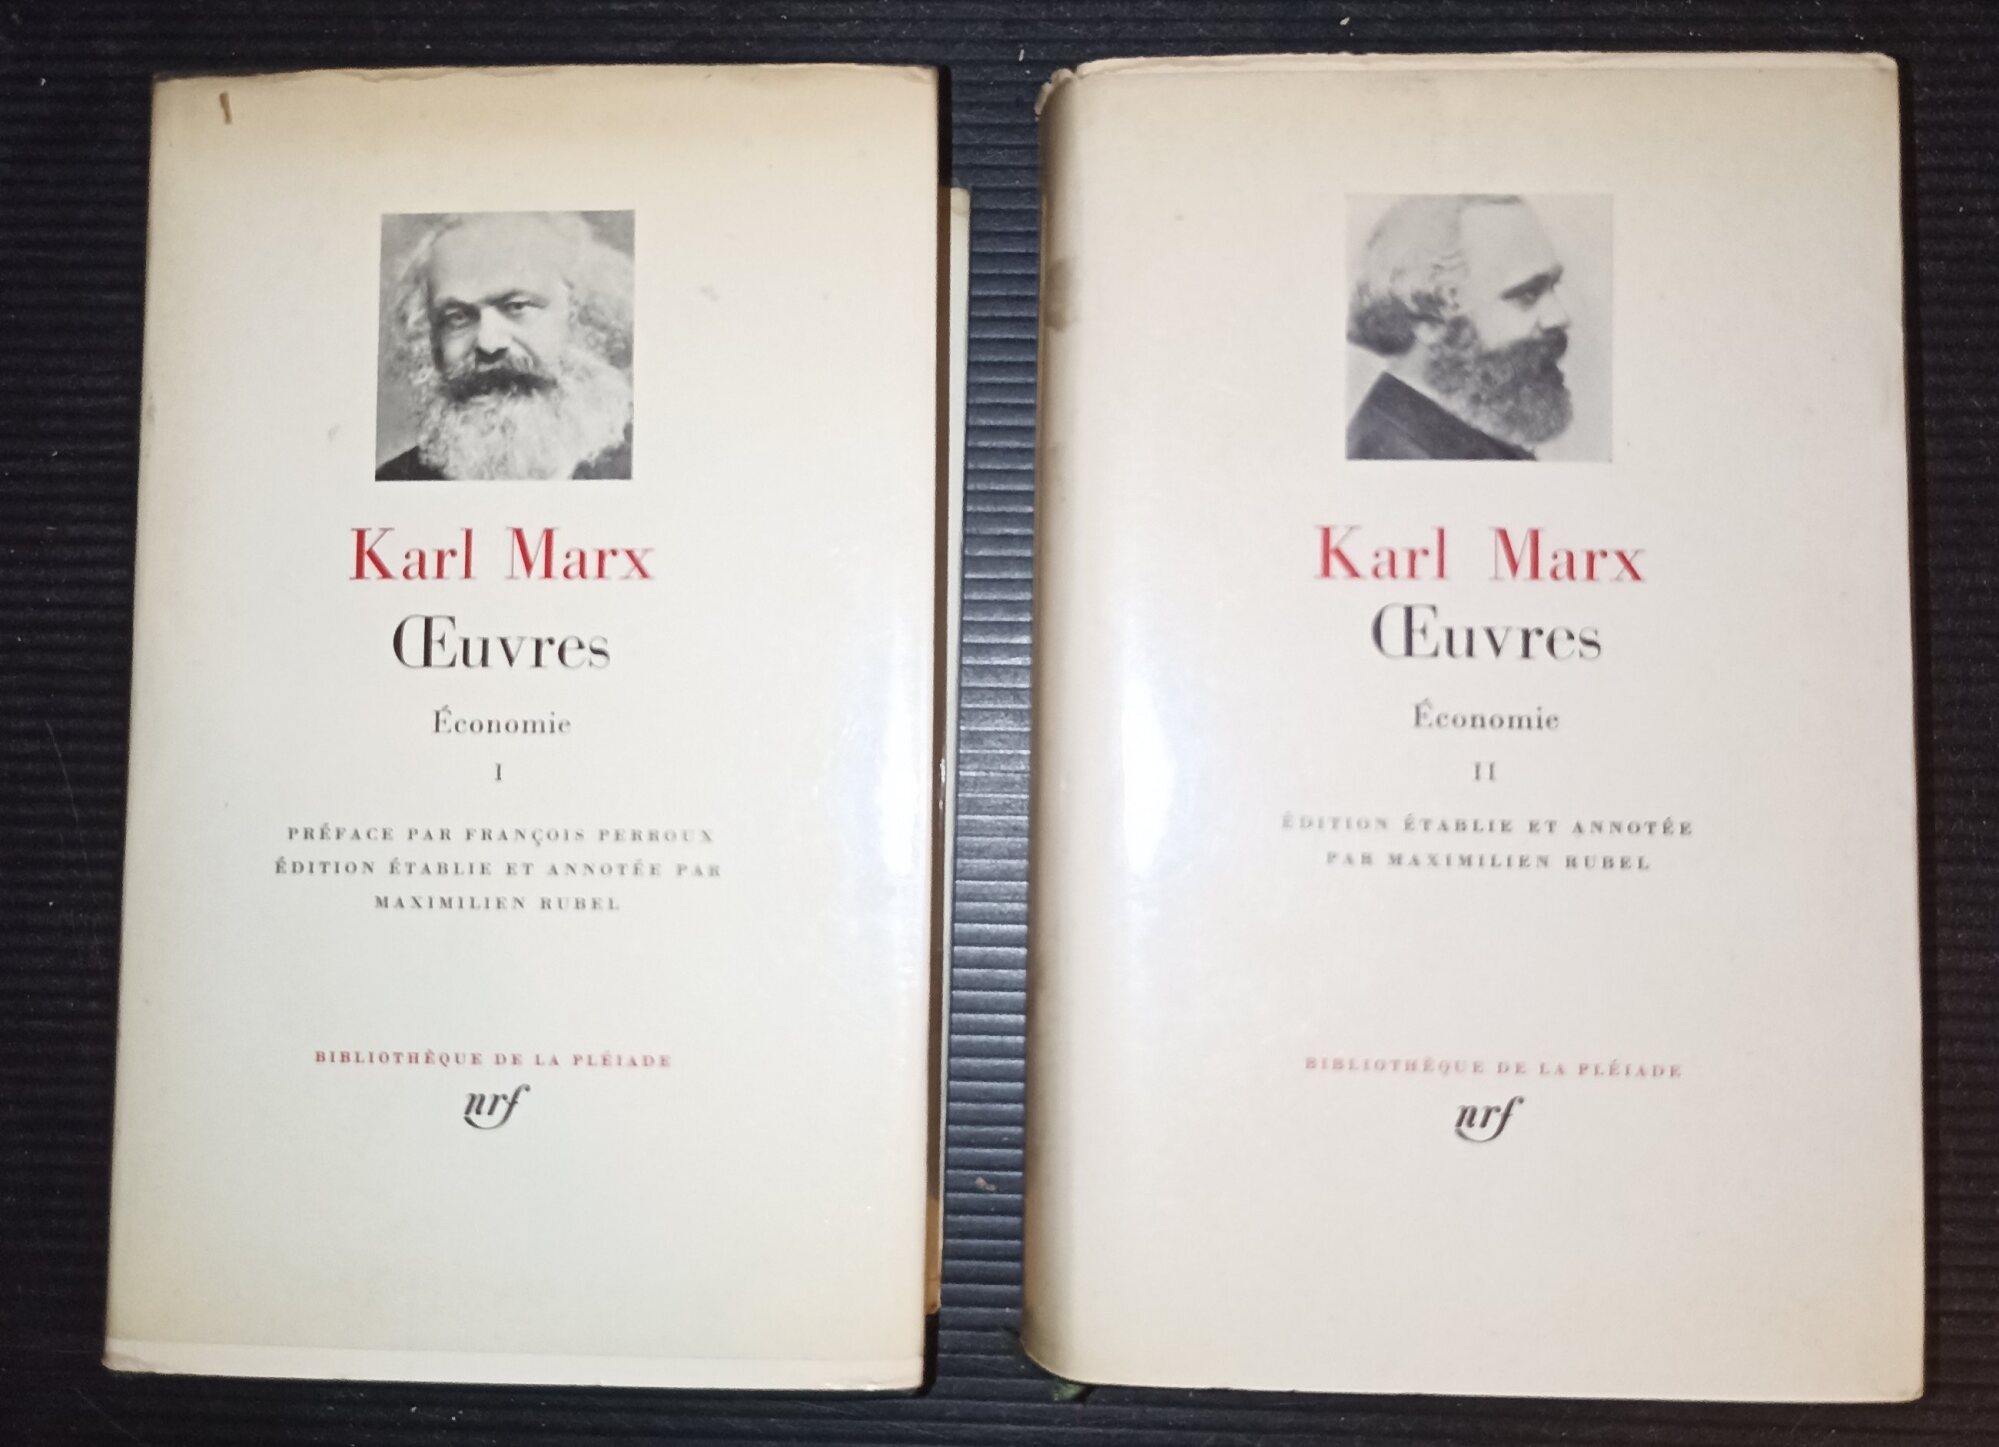 Karl Marx
Œuvres
Économie
I
PRÉFACE PAR FRANÇOIS PERROUX
ÉDITION ÉTABLIE ET ANNOTÉE PAR
MAXIMILIEN RUBEL
BIBLIOTHÈQUE DE LA PLÉIADE
nrf
Karl Marx
Œuvres
Économie
II
ÉDITION ÉTABLIE ET ANNOTÉE
PAR MAXIMILIEN RUBEL
BIBLIOTHÈQUE DE LA PLÉIADE
nrf